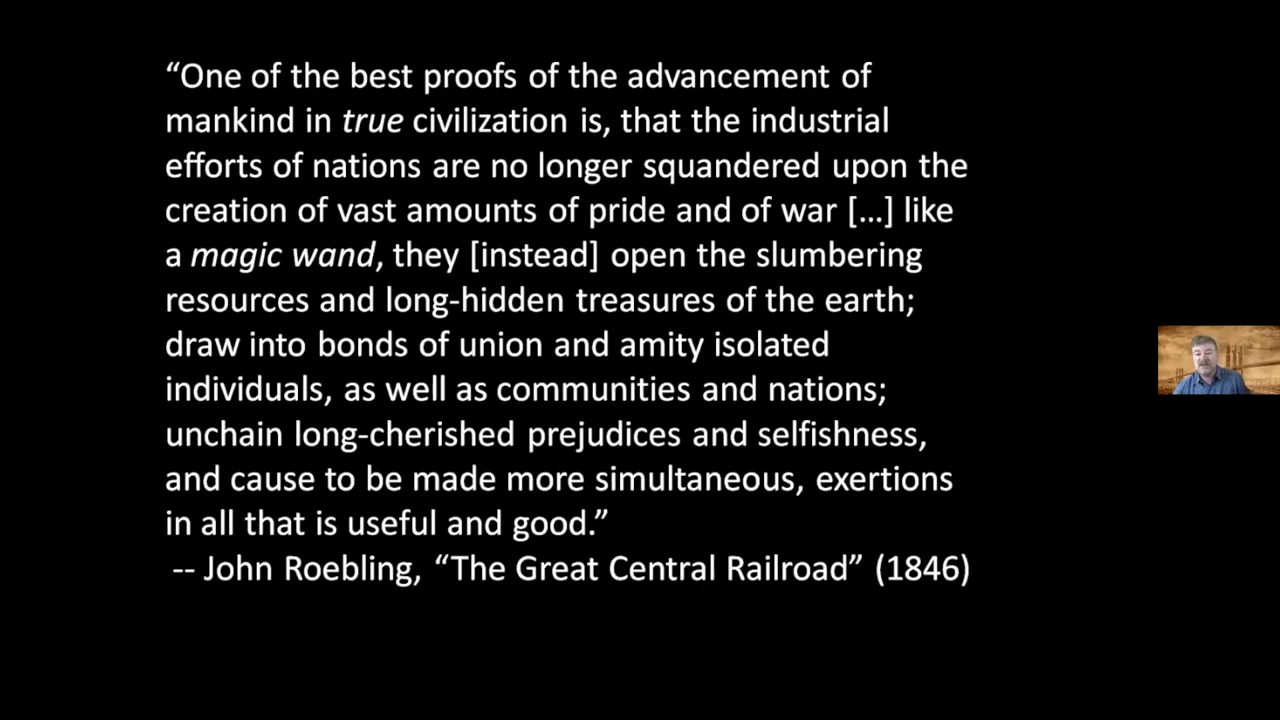 “One of the best proofs of the advancement of
mankind in true civilization is, that the industrial
efforts of nations are no longer squandered upon the
creation of vast amounts of pride and of war […] like
a magic wand, they [instead] open the slumbering
resources and long-hidden treasures of the earth;
draw into bonds of union and amity isolated
individuals, as well as communities and nations;
unchain long-cherished prejudices and selfishness,
and cause to be made more simultaneous, exertions
in all that is useful and good.”
-- John Roebling, “The Great Central Railroad” (1846)